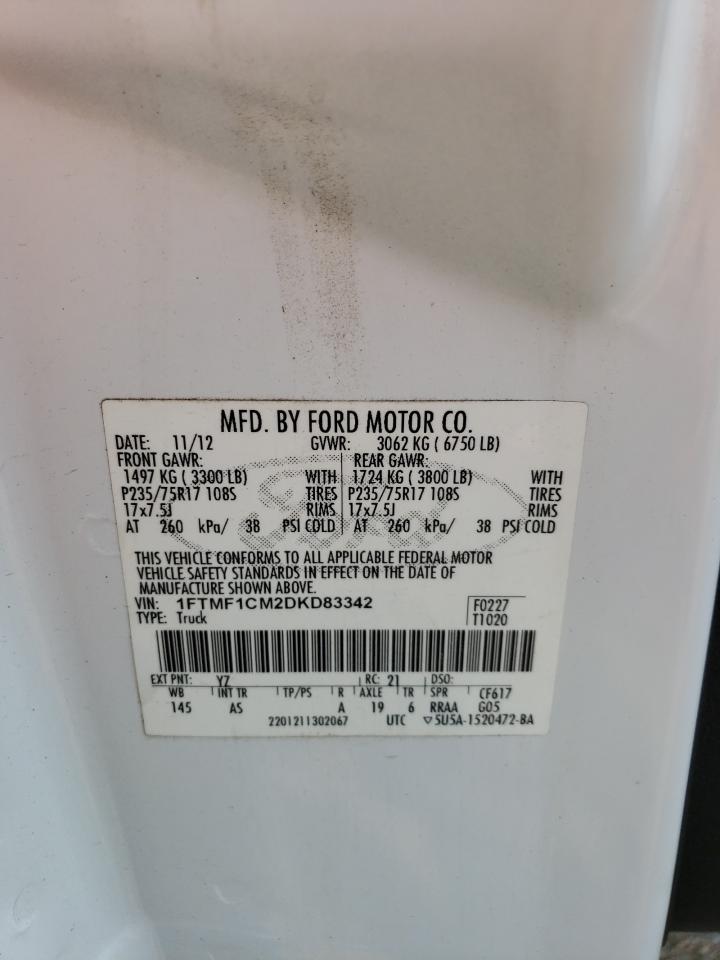 MFD. BY FORD MOTOR CO.
DATE: 11/12 GVWR: 3062 KG ( 6750 LB)
FRONT GAWR: REAR GAWR:
1497 KG ( 3300 LB) WITH 1724 KG ( 3800 LB) WITH
P235/75R17 108S TIRES P235/75R17 108S TIRES
17x7.5J RIMS 17x7.5J RIMS
AT 260 kPa/ 38 PSI COLD AT 260 kPa/ 38 PSI COLD
Ford
THIS VEHICLE CONFORMS TO ALL APPLICABLE FEDERAL MOTOR
VEHICLE SAFETY STANDARDS IN EFFECT ON THE DATE OF
MANUFACTURE SHOWN ABOVE.
VIN: 1FTMF1CM2DKD83342 F0227
TYPE: Truck T1020
EXT PNT: YZ RC: 21 DSO:
WB INT TR TP/PS R AXLE TR SPR CF617
145 AS A 19 6 RRAA G05
2201211302067 UTC ▽5U5A-1520472-BA